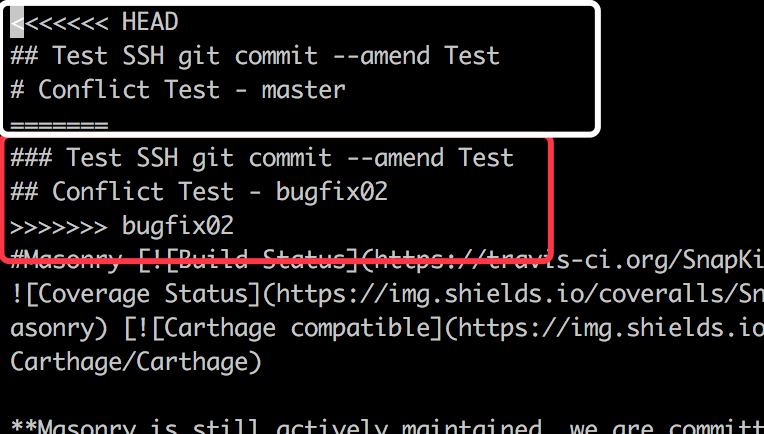 <<<<<<< HEAD
## Test SSH git commit --amend Test
# Conflict Test - master
=======
### Test SSH git commit --amend Test
## Conflict Test - bugfix02
>>>>>>> bugfix02
#Masonry [![Build Status](https://travis-ci.org/SnapKi
![Coverage Status](https://img.shields.io/coveralls/Sn
asonry) [![Carthage compatible](https://img.shields.io
Carthage/Carthage)
**Masonry is still actively maintained, we are committ